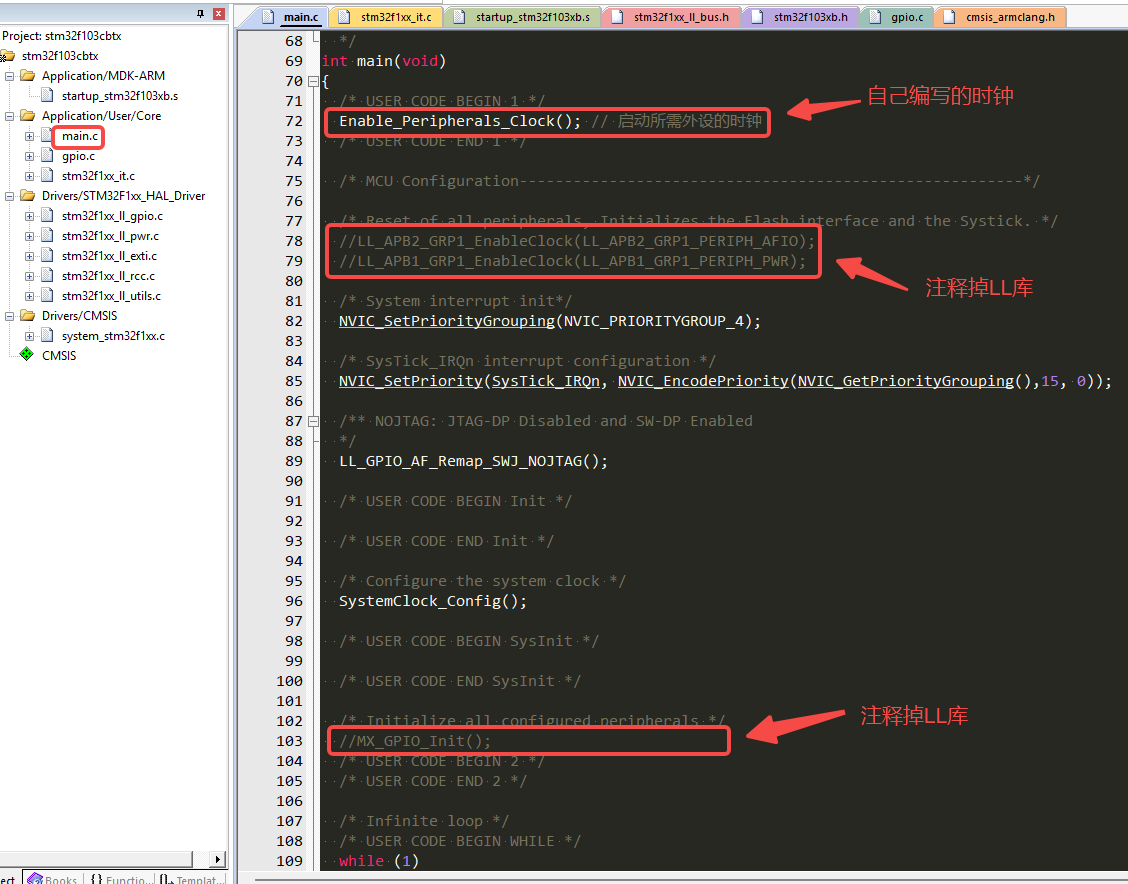 main.c
stm32f1xx_it.c
startup_stm32f103xb.s
stm32f1xx_ll_bus.h
stm32f103xb.h
gpio.c
cmsis_armclang.h
Project: stm32f103cbtx
stm32f103cbtx
Application/MDK-ARM
startup_stm32f103xb.s
Application/User/Core
main.c
gpio.c
stm32f1xx_it.c
Drivers/STM32F1xx_HAL_Driver
stm32f1xx_ll_gpio.c
stm32f1xx_ll_pwr.c
stm32f1xx_ll_exti.c
stm32f1xx_ll_rcc.c
stm32f1xx_ll_utils.c
Drivers/CMSIS
system_stm32f1xx.c
CMSIS
Books
Functio...
Templat...
68 */
69 int main(void)
70 {
71 /* USER CODE BEGIN 1 */
72 Enable_Peripherals_Clock(); // 启动所需外设的时钟
73 /* USER CODE END 1 */
74
75 /* MCU Configuration--------------------------------------------------------*/
76
77 /* Reset of all peripherals, Initializes the Flash interface and the Systick. */
78 //LL_APB2_GRP1_EnableClock(LL_APB2_GRP1_PERIPH_AFIO);
79 //LL_APB1_GRP1_EnableClock(LL_APB1_GRP1_PERIPH_PWR);
80
81 /* System interrupt init*/
82 NVIC_SetPriorityGrouping(NVIC_PRIORITYGROUP_4);
83
84 /* SysTick_IRQn interrupt configuration */
85 NVIC_SetPriority(SysTick_IRQn, NVIC_EncodePriority(NVIC_GetPriorityGrouping(),15, 0));
86
87 /** NOJTAG: JTAG-DP Disabled and SW-DP Enabled
88 */
89 LL_GPIO_AF_Remap_SWJ_NOJTAG();
90
91 /* USER CODE BEGIN Init */
92
93 /* USER CODE END Init */
94
95 /* Configure the system clock */
96 SystemClock_Config();
97
98 /* USER CODE BEGIN SysInit */
99
100 /* USER CODE END SysInit */
101
102 /* Initialize all configured peripherals */
103 //MX_GPIO_Init();
104 /* USER CODE BEGIN 2 */
105 /* USER CODE END 2 */
106
107 /* Infinite loop */
108 /* USER CODE BEGIN WHILE */
109 while (1)
自己编写的时钟
注释掉LL库
注释掉LL库